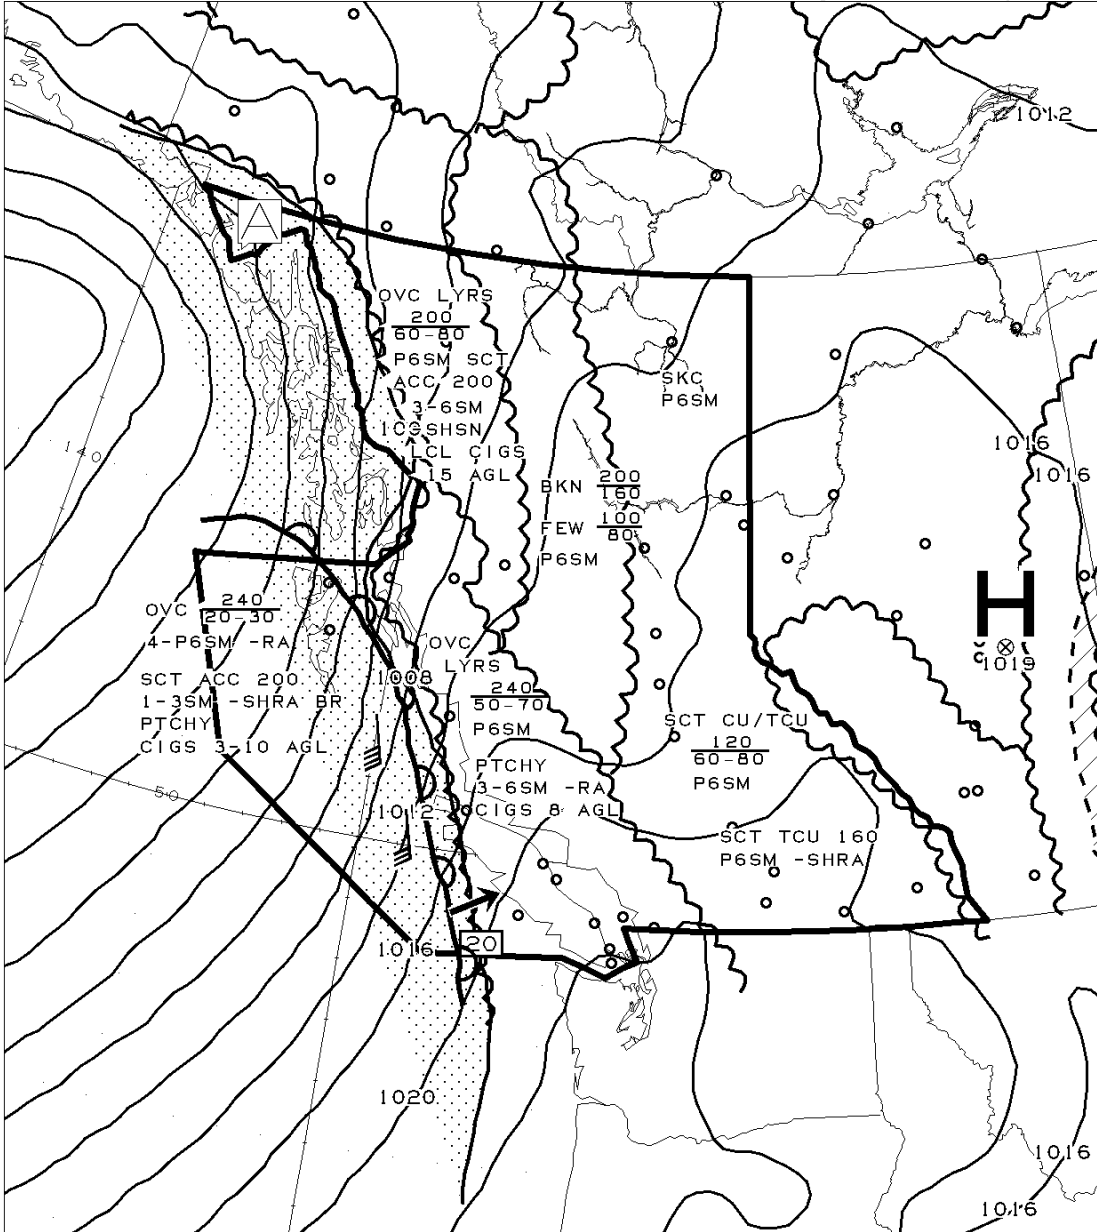 1012
A
OVC LYRS
200
60-80
P6SM SCT
ACC 200
3-6SM
LCL CIGS
15 AGL
SKC
P6SM
140
1016
1016
BKN 200
160
FEW 100
80
P6SM
H
1019
OVC 240
20-30
4-P6SM -RA
SCT ACC 200
1-3SM -SHRA BR
PTCHY
CIGS 3-10 AGL
1008
OVC
LYRS
240
50-70
P6SM
PTCHY
3-6SM -RA
CIGS 8 AGL
SCT CU/TCU
120
60-80
P6SM
50
1012
SCT TCU 160
P6SM -SHRA
1016
20
1020
1016
1016